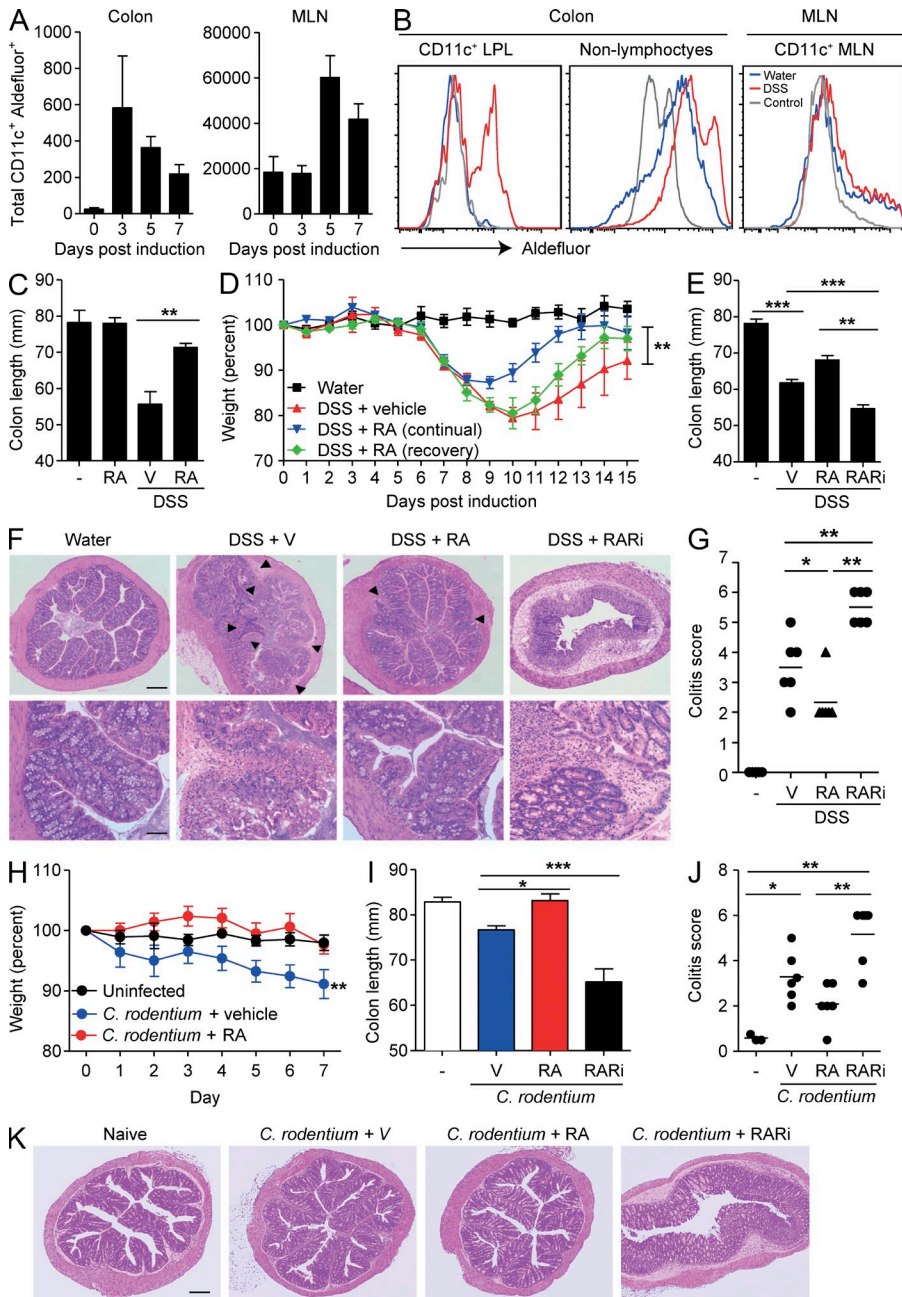 A
Colon
MLN
Total CD11c⁺ Aldefluor⁺
1000
800
600
400
200
0
0 3 5 7
Days post induction
80000
60000
40000
20000
0
0 3 5 7
Days post induction
B
Colon
MLN
CD11c⁺ LPL
Non-lymphoctyes
CD11c⁺ MLN
Water
DSS
Control
Aldefluor
C
Colon length (mm)
90
80
70
60
50
40
**
- RA V RA
DSS
D
Weight (percent)
110
100
90
80
70
Water
DSS + vehicle
DSS + RA (continual)
DSS + RA (recovery)
**
0 1 2 3 4 5 6 7 8 9 10 11 12 13 14 15
Days post induction
E
Colon length (mm)
90
80
70
60
50
40
***
***
**
- V RA RARi
DSS
F
Water
DSS + V
DSS + RA
DSS + RARi
G
Colitis score
7
6
5
4
3
2
1
0
**
* **
- V RA RARi
DSS
H
Weight (percent)
110
100
90
80
Uninfected
C. rodentium + vehicle
C. rodentium + RA
**
0 1 2 3 4 5 6 7
Day
I
Colon length (mm)
90
80
70
60
50
***
*
- V RA RARi
C. rodentium
J
Colitis score
8
6
4
2
0
**
* **
- V RA RARi
C. rodentium
K
Naive
C. rodentium + V
C. rodentium + RA
C. rodentium + RARi